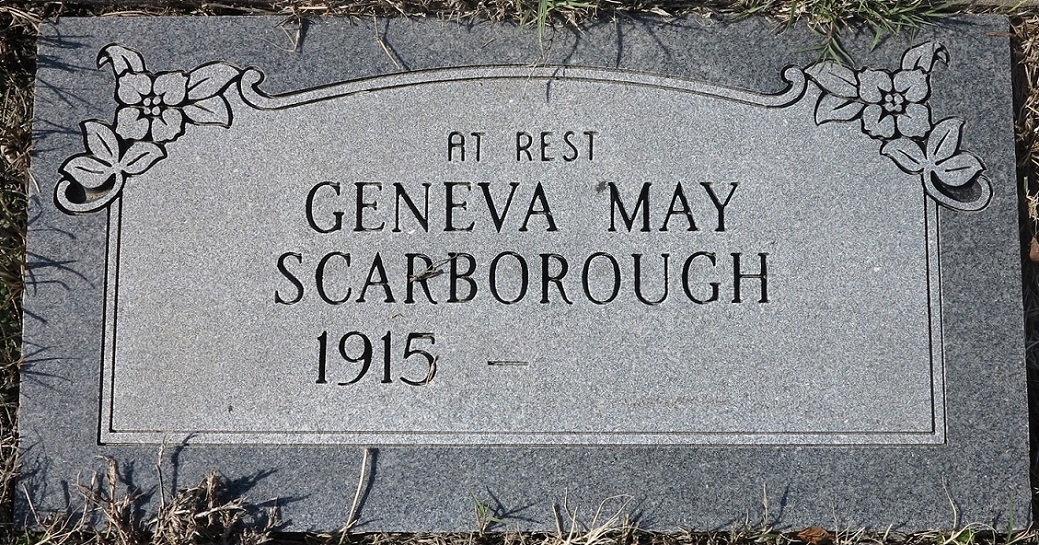 AT REST
GENEVA MAY
SCARBOROUGH
1915 –